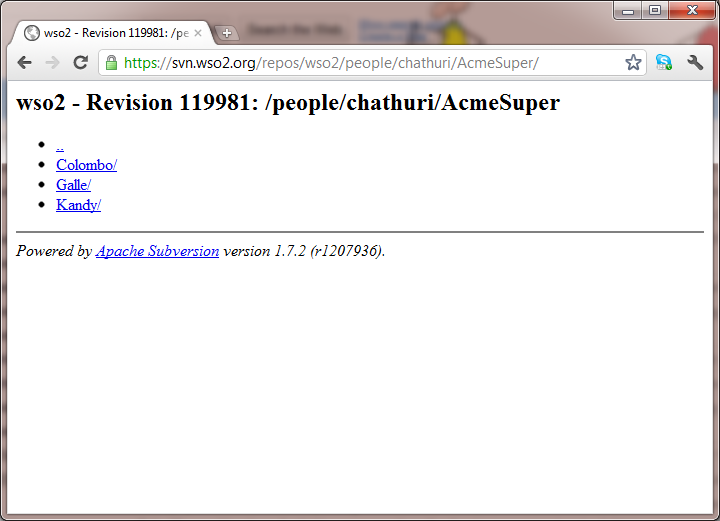 wso2 - Revision 119981: /pe
https://svn.wso2.org/repos/wso2/people/chathuri/AcmeSuper/
wso2 - Revision 119981: /people/chathuri/AcmeSuper
..
Colombo/
Galle/
Kandy/
Powered by Apache Subversion version 1.7.2 (r1207936).